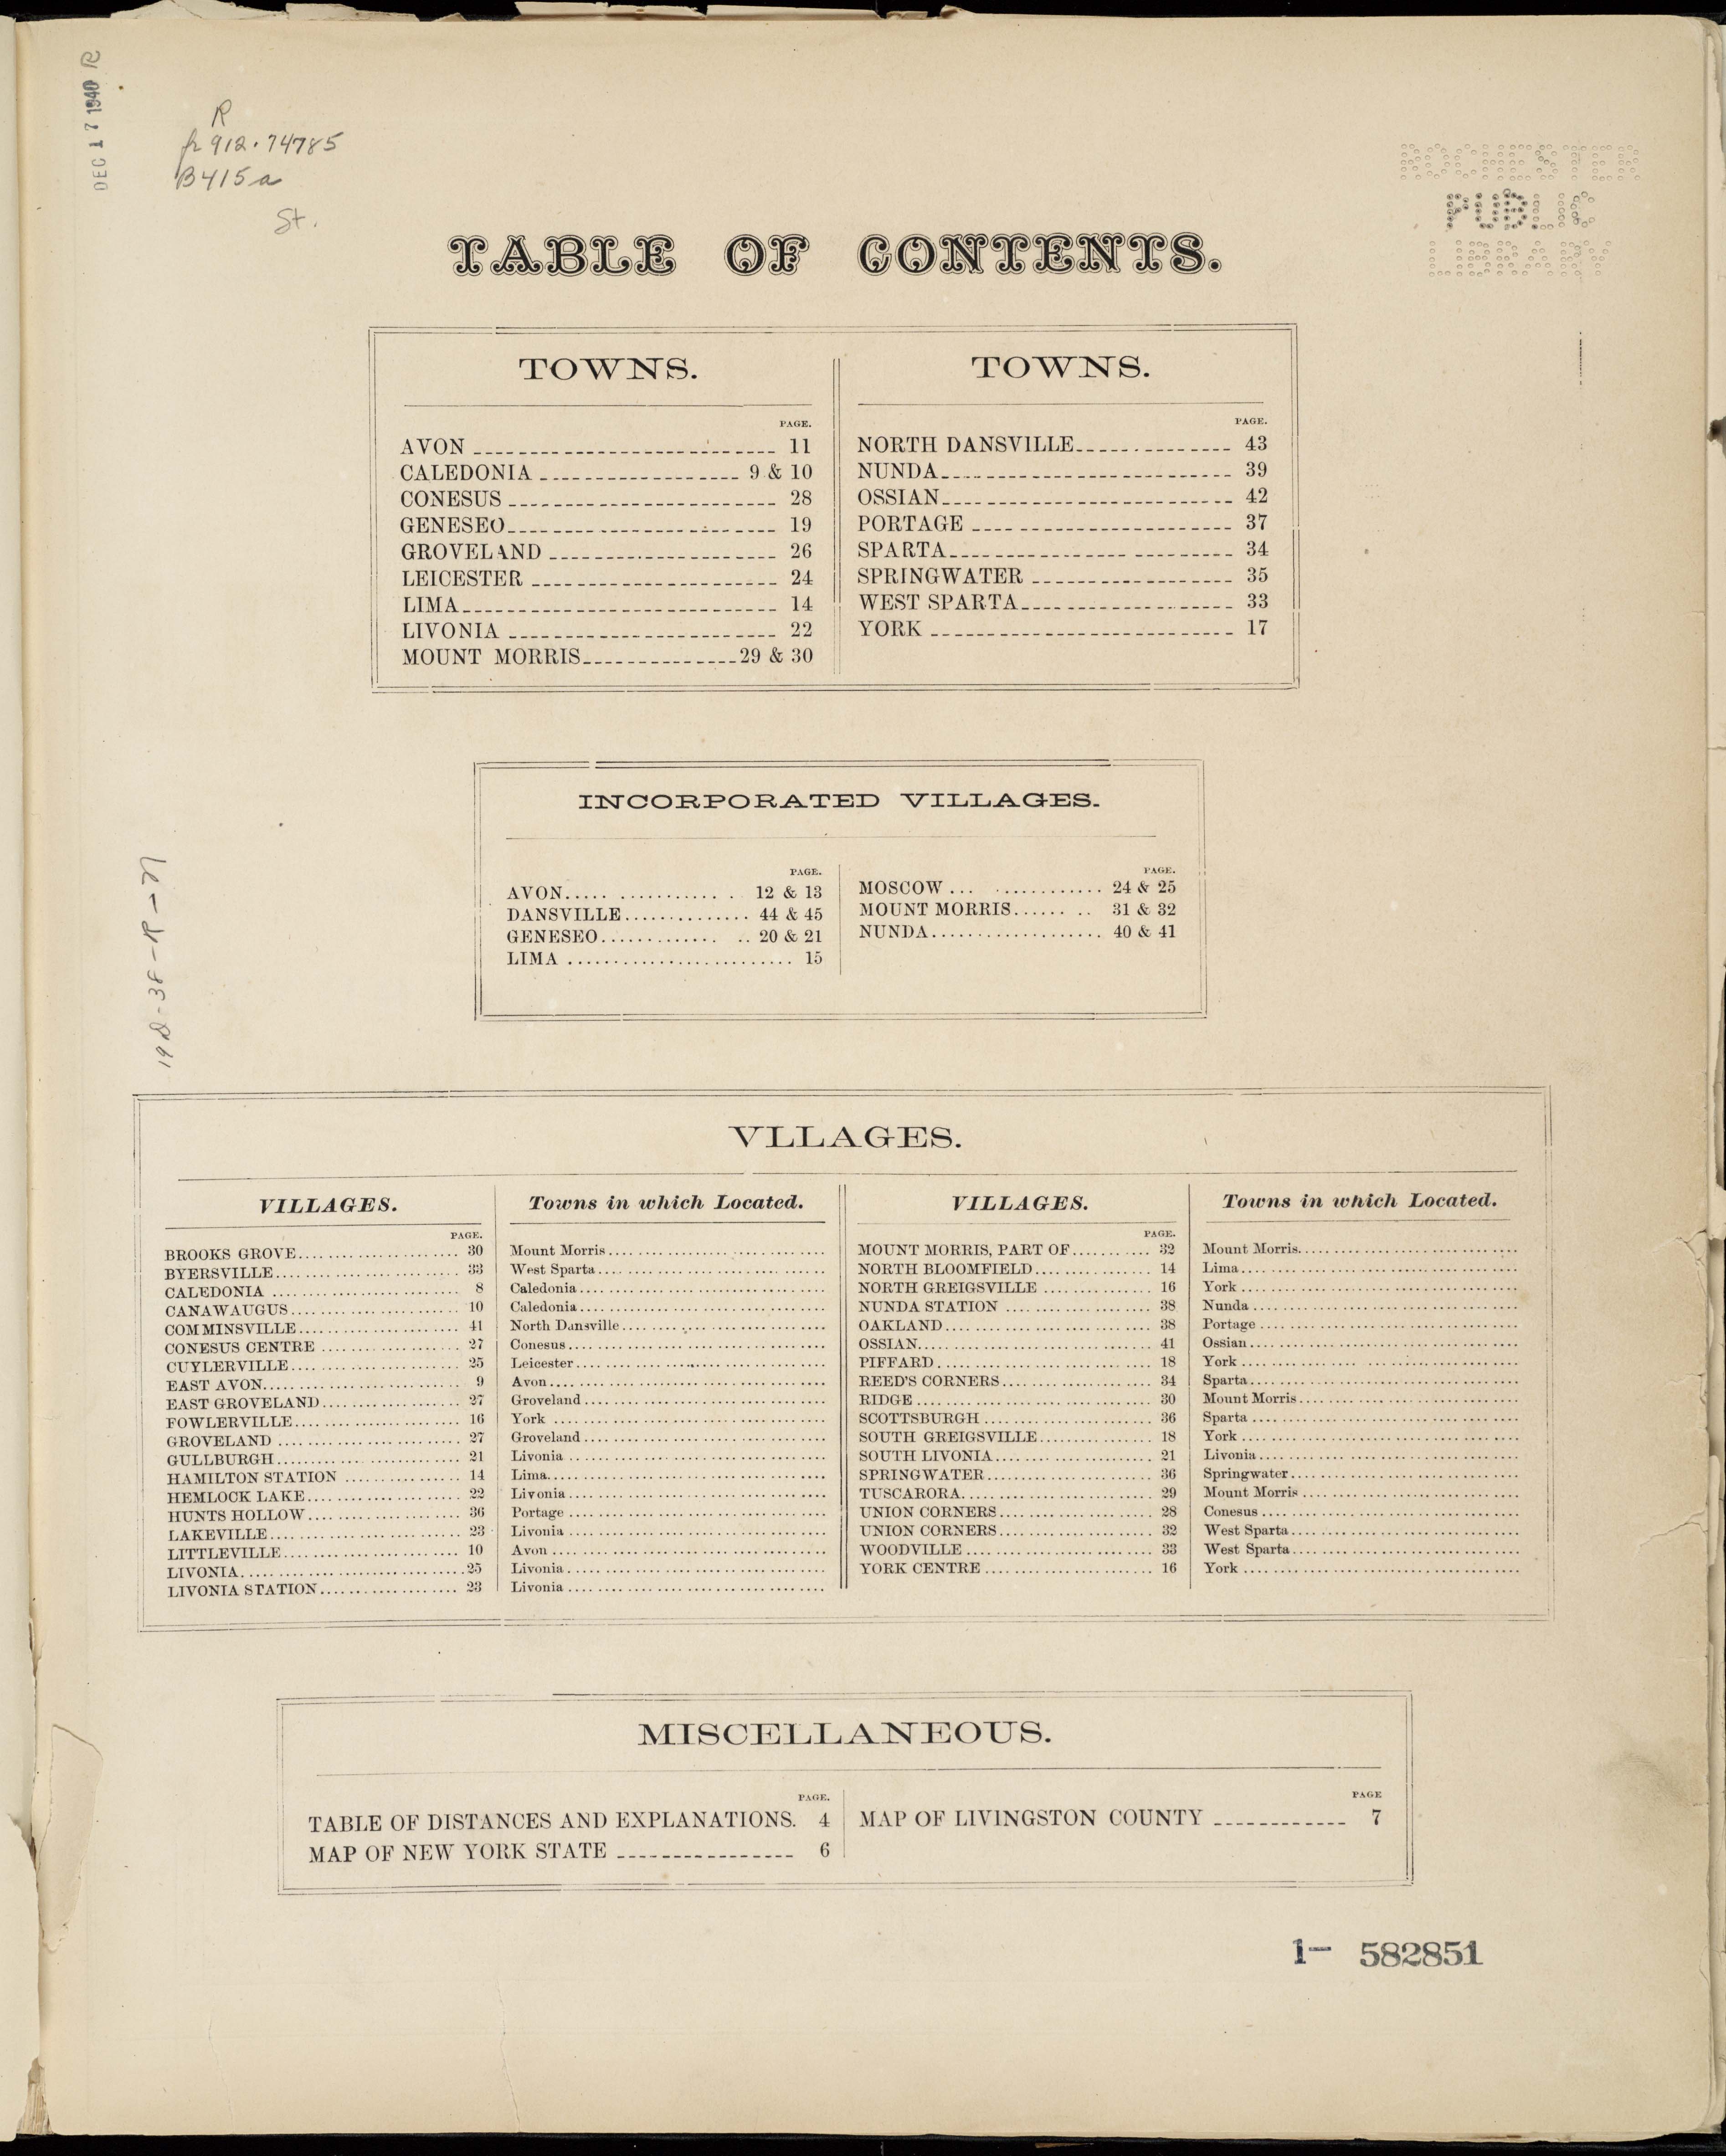 DEC 17 1940 R
R
fr 912.74785
B415a
St.
ROCHESTER
PUBLIC
LIBRARY
TABLE OF CONTENTS.
TOWNS.
PAGE.
AVON 11
CALEDONIA 9 & 10
CONESUS 28
GENESEO 19
GROVELAND 26
LEICESTER 24
LIMA 14
LIVONIA 22
MOUNT MORRIS 29 & 30
TOWNS.
PAGE.
NORTH DANSVILLE 43
NUNDA 39
OSSIAN 42
PORTAGE 37
SPARTA 34
SPRINGWATER 35
WEST SPARTA 33
YORK 17
INCORPORATED VILLAGES.
PAGE.
AVON 12 & 13
DANSVILLE 44 & 45
GENESEO 20 & 21
LIMA 15
PAGE.
MOSCOW 24 & 25
MOUNT MORRIS 31 & 32
NUNDA 40 & 41
VLLAGES.
VILLAGES. Towns in which Located.
PAGE.
BROOKS GROVE 30 Mount Morris
BYERSVILLE 33 West Sparta
CALEDONIA 8 Caledonia
CANAWAUGUS 10 Caledonia
COMMINSVILLE 41 North Dansville
CONESUS CENTRE 27 Conesus
CUYLERVILLE 25 Leicester
EAST AVON 9 Avon
EAST GROVELAND 27 Groveland
FOWLERVILLE 16 York
GROVELAND 27 Groveland
GULLBURGH 21 Livonia
HAMILTON STATION 14 Lima
HEMLOCK LAKE 22 Livonia
HUNTS HOLLOW 36 Portage
LAKEVILLE 23 Livonia
LITTLEVILLE 10 Avon
LIVONIA 25 Livonia
LIVONIA STATION 23 Livonia
VILLAGES. Towns in which Located.
PAGE.
MOUNT MORRIS, PART OF 32 Mount Morris
NORTH BLOOMFIELD 14 Lima
NORTH GREIGSVILLE 16 York
NUNDA STATION 38 Nunda
OAKLAND 38 Portage
OSSIAN 41 Ossian
PIFFARD 18 York
REED'S CORNERS 34 Sparta
RIDGE 30 Mount Morris
SCOTTSBURGH 36 Sparta
SOUTH GREIGSVILLE 18 York
SOUTH LIVONIA 21 Livonia
SPRINGWATER 36 Springwater
TUSCARORA 29 Mount Morris
UNION CORNERS 28 Conesus
UNION CORNERS 32 West Sparta
WOODVILLE 33 West Sparta
YORK CENTRE 16 York
MISCELLANEOUS.
PAGE.
TABLE OF DISTANCES AND EXPLANATIONS. 4
MAP OF NEW YORK STATE 6
PAGE
MAP OF LIVINGSTON COUNTY 7
1— 582851